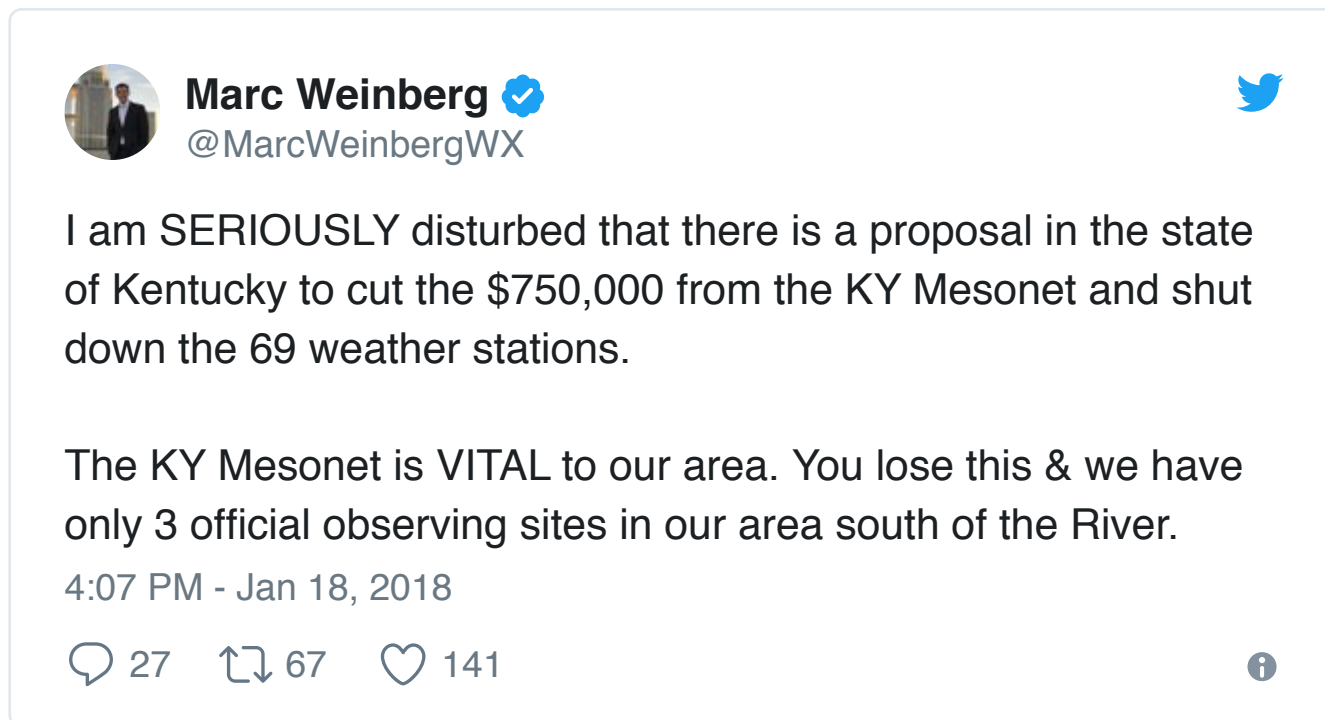 Marc Weinberg
@MarcWeinbergWX
I am SERIOUSLY disturbed that there is a proposal in the state
of Kentucky to cut the $750,000 from the KY Mesonet and shut
down the 69 weather stations.
The KY Mesonet is VITAL to our area. You lose this & we have
only 3 official observing sites in our area south of the River.
4:07 PM - Jan 18, 2018
27 67 141